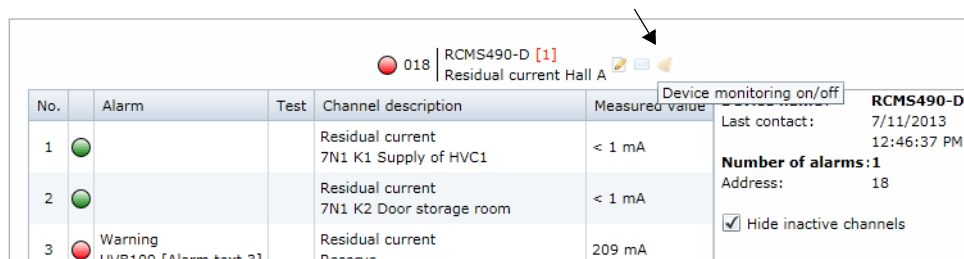 018 RCMS490-D [1]
Residual current Hall A
Device monitoring on/off
No. Alarm Test Channel description Measured value
RCMS490-D
Last contact: 7/11/2013
12:46:37 PM
Number of alarms:1
Address: 18
Hide inactive channels
Residual current
1 7N1 K1 Supply of HVC1 < 1 mA
Residual current
2 7N1 K2 Door storage room < 1 mA
Warning Residual current
3 209 mA